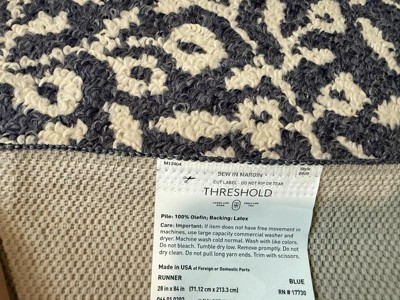 M13404
SEW IN MARGIN
Style
CUT LABEL - DO NOT RIP OR TEAR
THRESHOLD
Pile: 100% Olefin; Backing: Latex
Care: Important: If item does not have free movement in
machines, use large capacity commercial washer and
dryer. Machine wash cold normal. Wash with like colors.
Do not bleach. Tumble dry low. Remove promptly. Do not
dry clean. Do not pull long yarn ends. Trim with scissors.
Made in USA of Foreign or Domestic Parts
RUNNER
BLUE
28 in x 84 in (71.12 cm x 213.3 cm)
RN # 17730